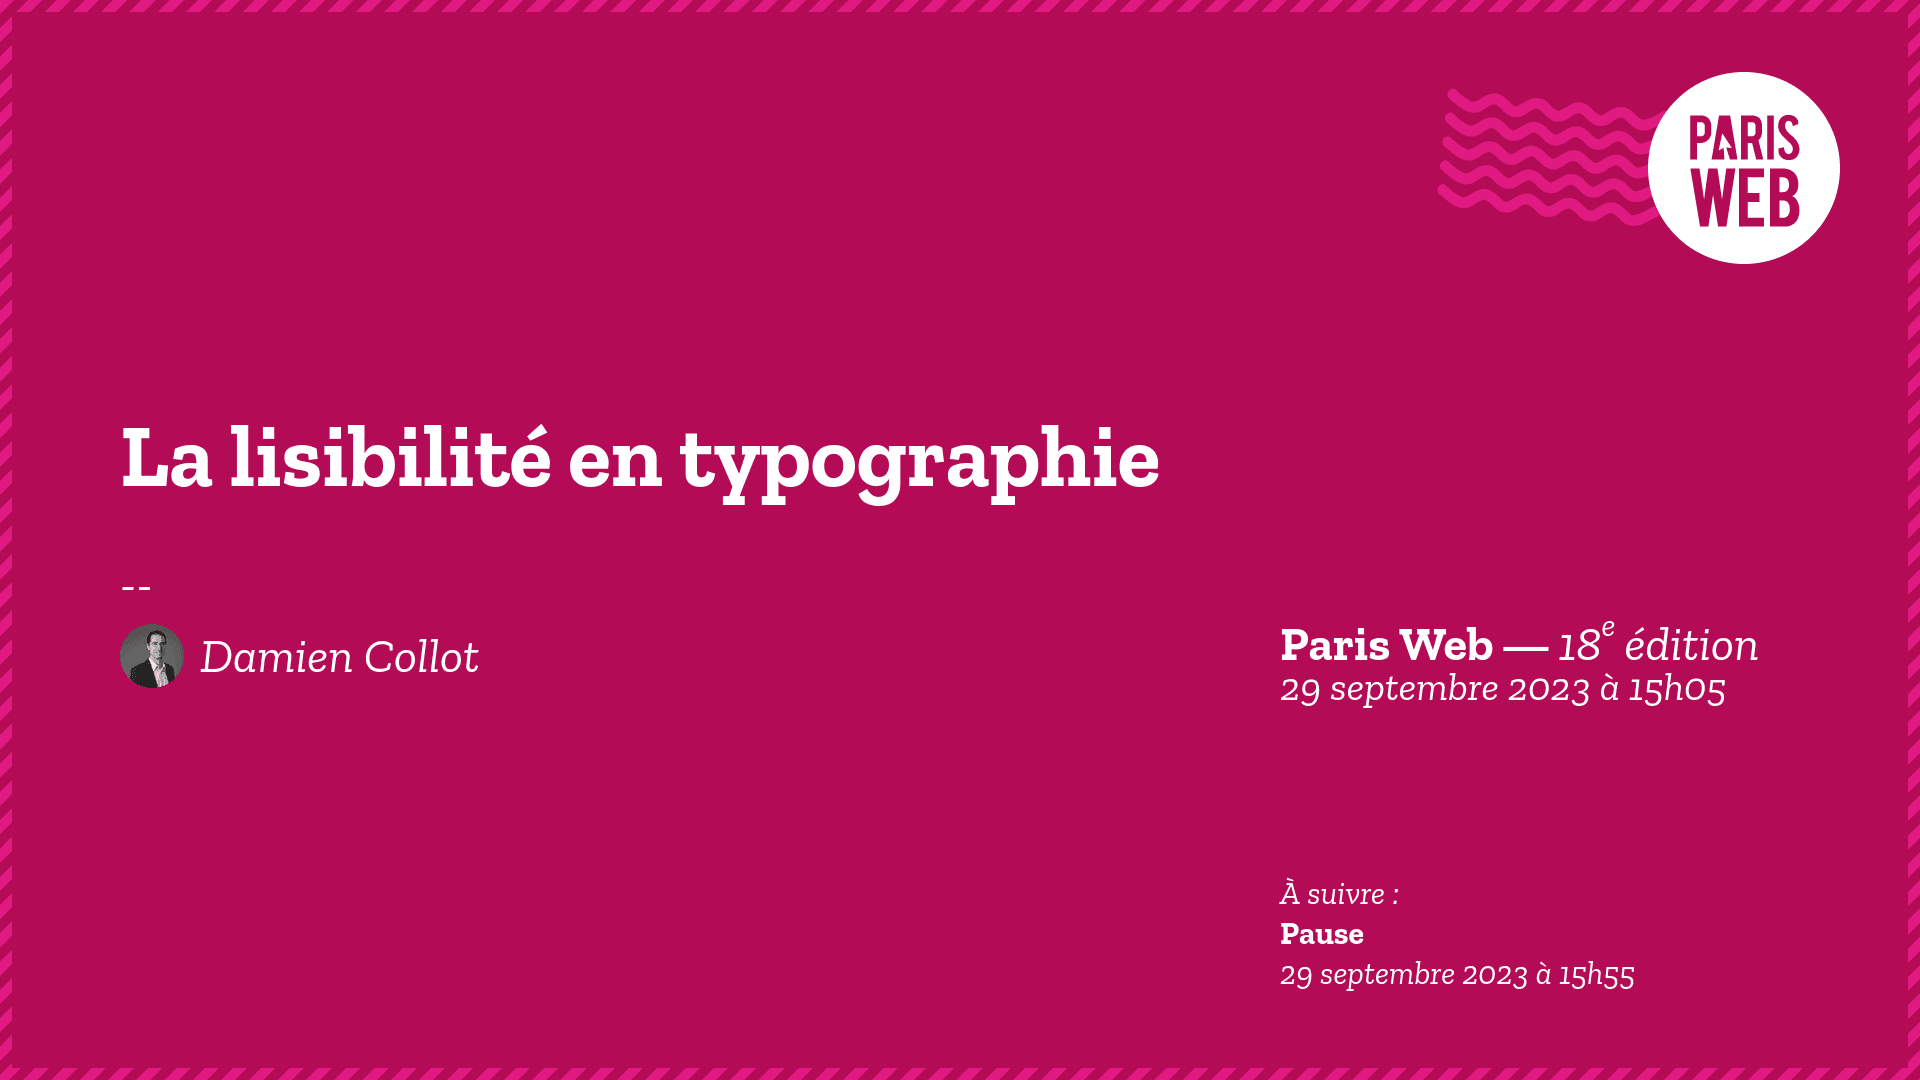 PARIS
WEB
La lisibilité en typographie
--
Damien Collot
Paris Web — 18e édition
29 septembre 2023 à 15h05
À suivre :
Pause
29 septembre 2023 à 15h55